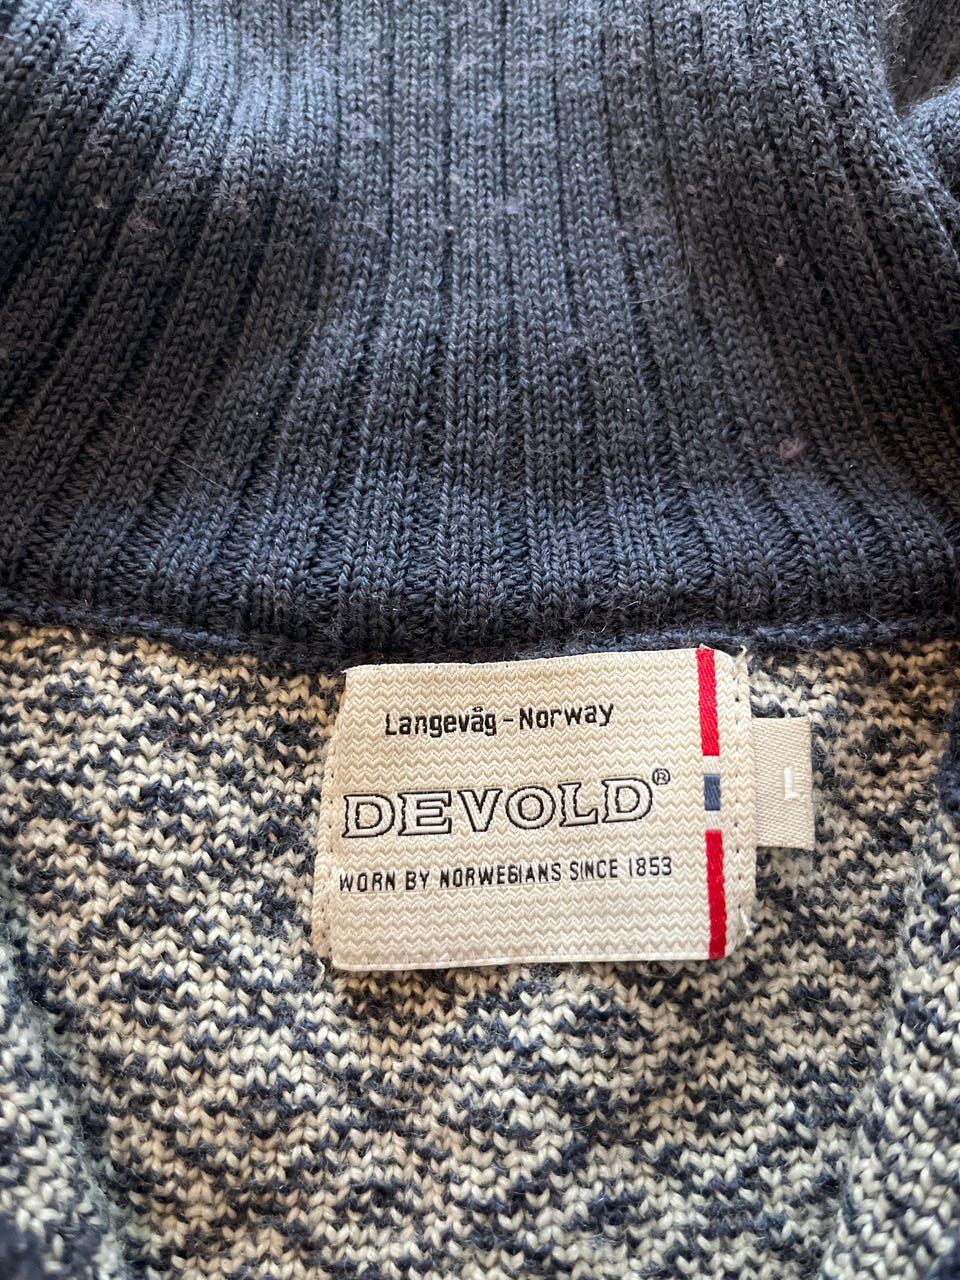 Langevåg - Norway
DEVOLD®
WORN BY NORWEGIANS SINCE 1853
L